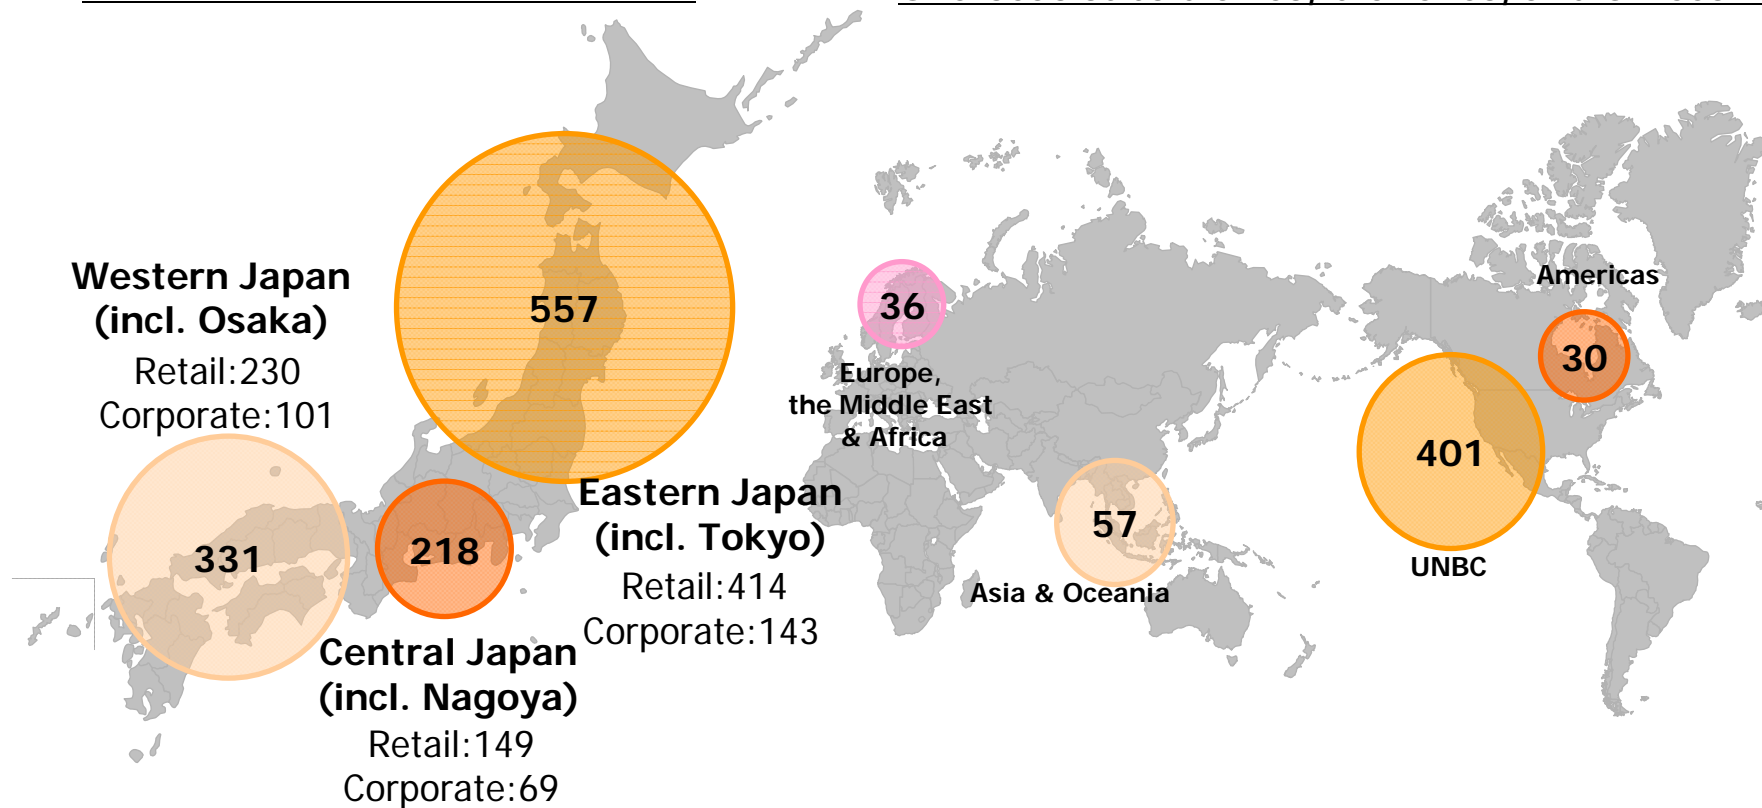 Western Japan
(incl. Osaka)
Retail:230
Corporate:101
557
331
218
Eastern Japan
(incl. Tokyo)
Retail:414
Corporate:143
Central Japan
(incl. Nagoya)
Retail:149
Corporate:69
36
Europe,
the Middle East
& Africa
57
Asia & Oceania
Americas
30
401
UNBC